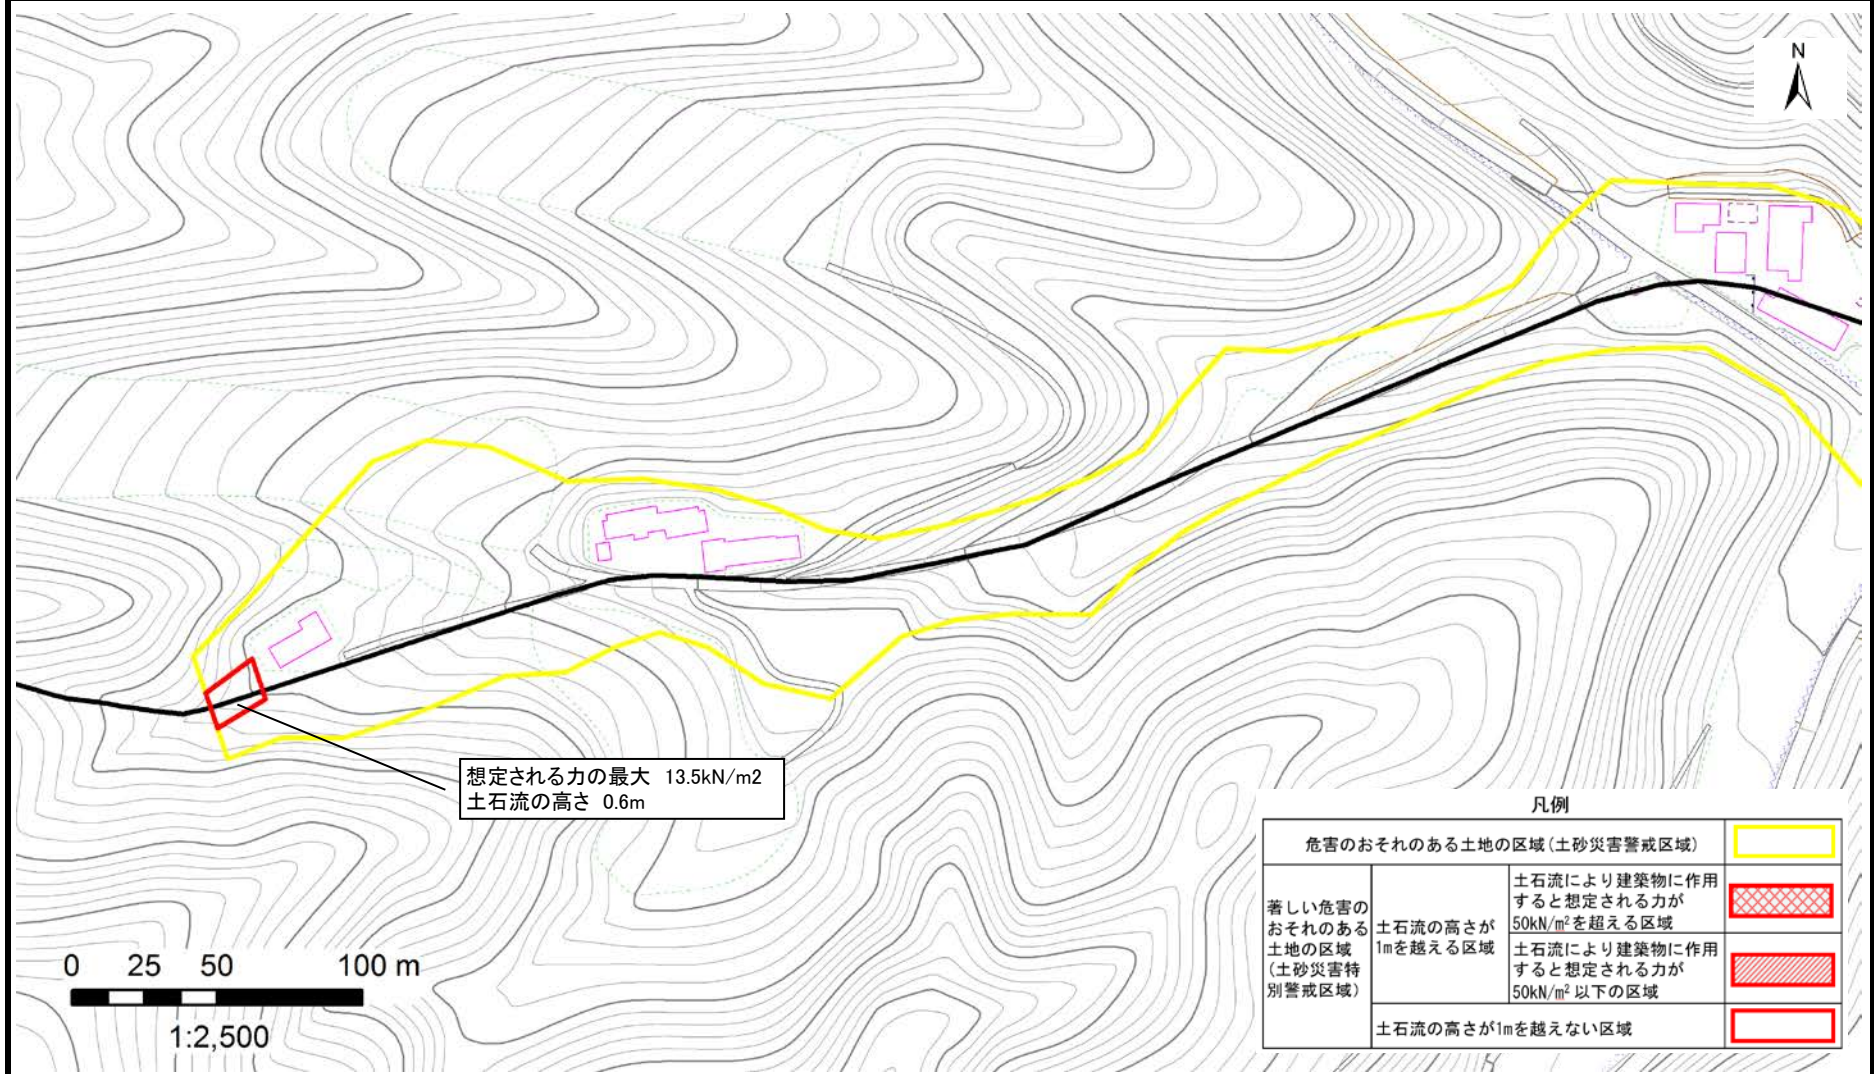 N
想定される力の最大 13.5kN/m2
土石流の高さ 0.6m
0 25 50 100 m
1:2,500
凡例
危害のおそれのある土地の区域(土砂災害警戒区域)
著しい危害の
おそれのある
土地の区域
(土砂災害特
別警戒区域)
土石流の高さが
1mを越える区域
土石流により建築物に作用
すると想定される力が
50kN/m²を超える区域
土石流により建築物に作用
すると想定される力が
50kN/m²以下の区域
土石流の高さが1mを越えない区域